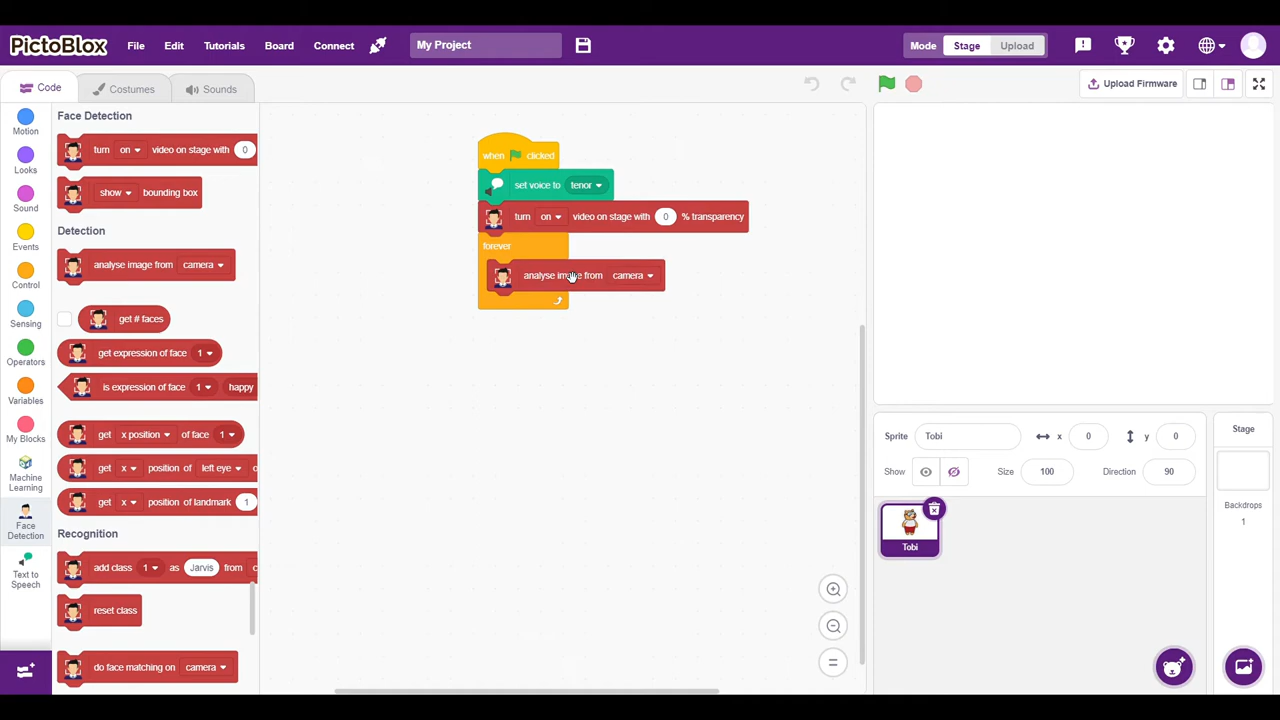 PictoBlox File Edit Tutorials Board Connect My Project Mode Stage Upload
Code Costumes Sounds Upload Firmware
Motion
Looks
Sound
Events
Control
Sensing
Operators
Variables
My Blocks
Machine
Learning
Face
Detection
Text to
Speech
Face Detection
turn on video on stage with 0
show bounding box
Detection
analyse image from camera
get # faces
get expression of face 1
is expression of face 1 happy
get x position of face 1
get x position of left eye
get x position of landmark 1
Recognition
add class 1 as Jarvis from
reset class
do face matching on camera
when clicked
set voice to tenor
turn on video on stage with 0 % transparency
forever
analyse image from camera
Sprite Tobi x 0 y 0
Show Size 100 Direction 90
Tobi
Stage
Backdrops
1